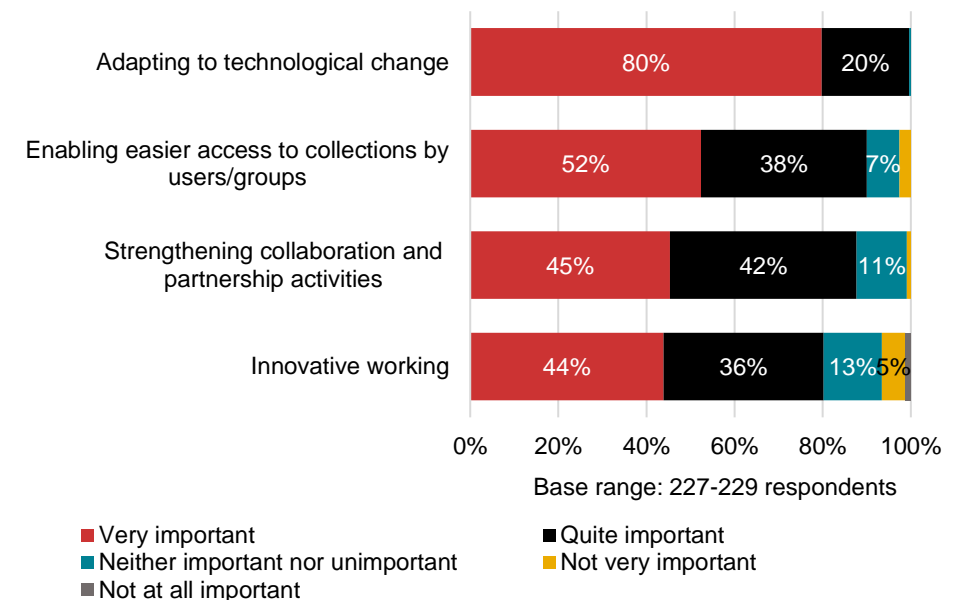 Adapting to technological change
80% 20%
Enabling easier access to collections by
users/groups
52% 38% 7%
Strengthening collaboration and
partnership activities
45% 42% 11%
Innovative working
44% 36% 13% 5%
0% 20% 40% 60% 80% 100%
Base range: 227-229 respondents
Very important Quite important
Neither important nor unimportant Not very important
Not at all important